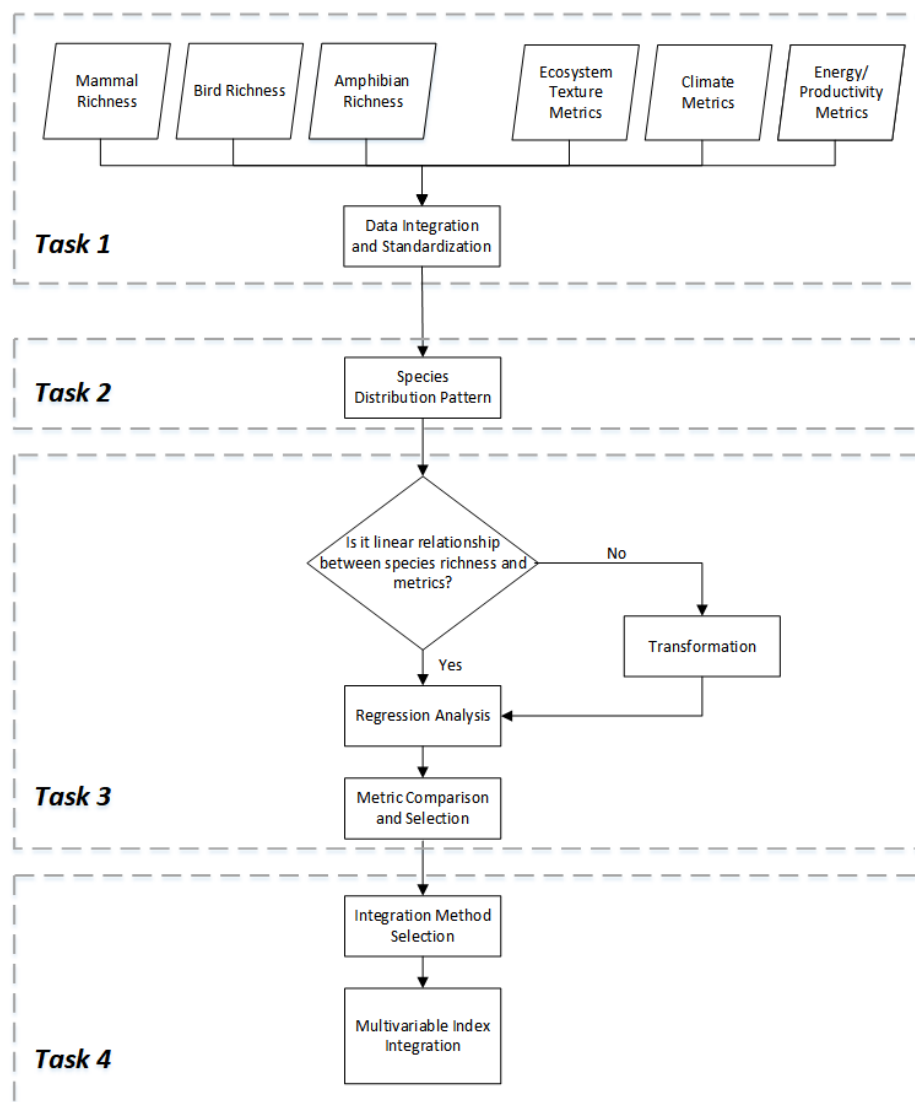 Mammal
Richness
Bird Richness
Amphibian
Richness
Ecosystem
Texture
Metrics
Climate
Metrics
Energy/
Productivity
Metrics
Data Integration
and Standardization
Task 1
Species
Distribution Pattern
Task 2
Is it linear relationship
between species richness and
metrics?
No
Transformation
Yes
Regression Analysis
Metric Comparison
and Selection
Task 3
Integration Method
Selection
Multivariable Index
Integration
Task 4